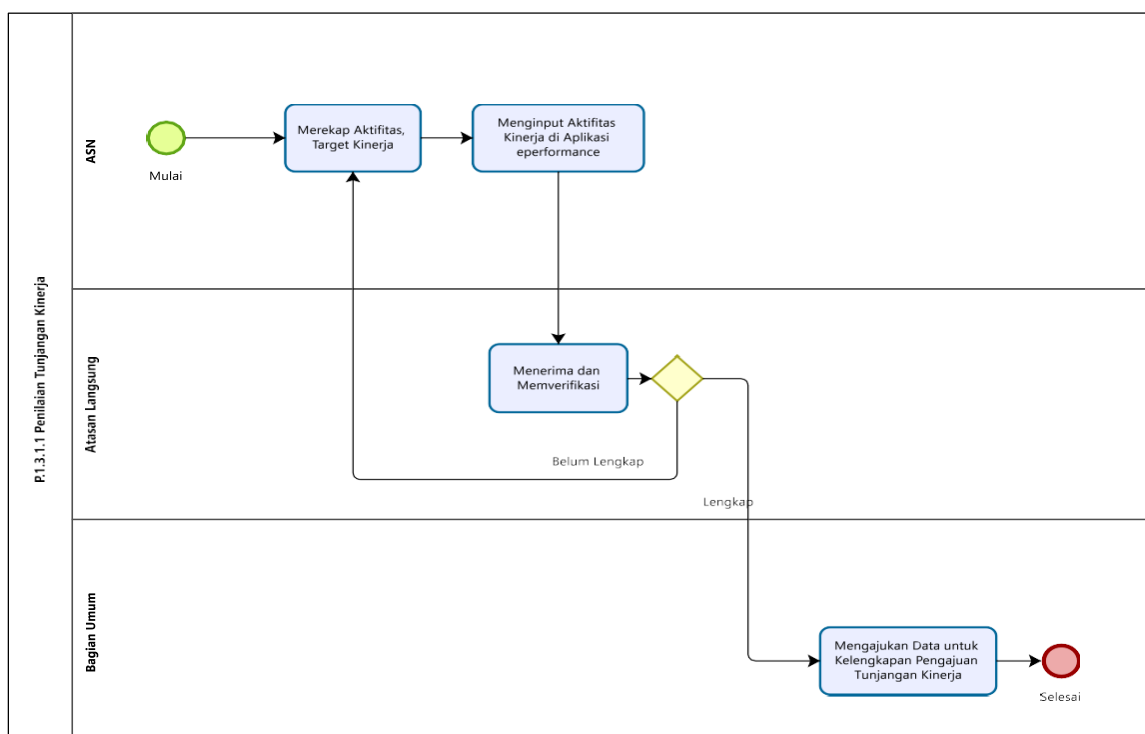 P.1.3.1.1 Penilaian Tunjangan Kinerja
ASN
Mulai
Merekap Aktifitas,
Target Kinerja
Menginput Aktifitas
Kinerja di Aplikasi
eperformance
Atasan Langsung
Menerima dan
Memverifikasi
Belum Lengkap
Lengkap
Bagian Umum
Mengajukan Data untuk
Kelengkapan Pengajuan
Tunjangan Kinerja
Selesai